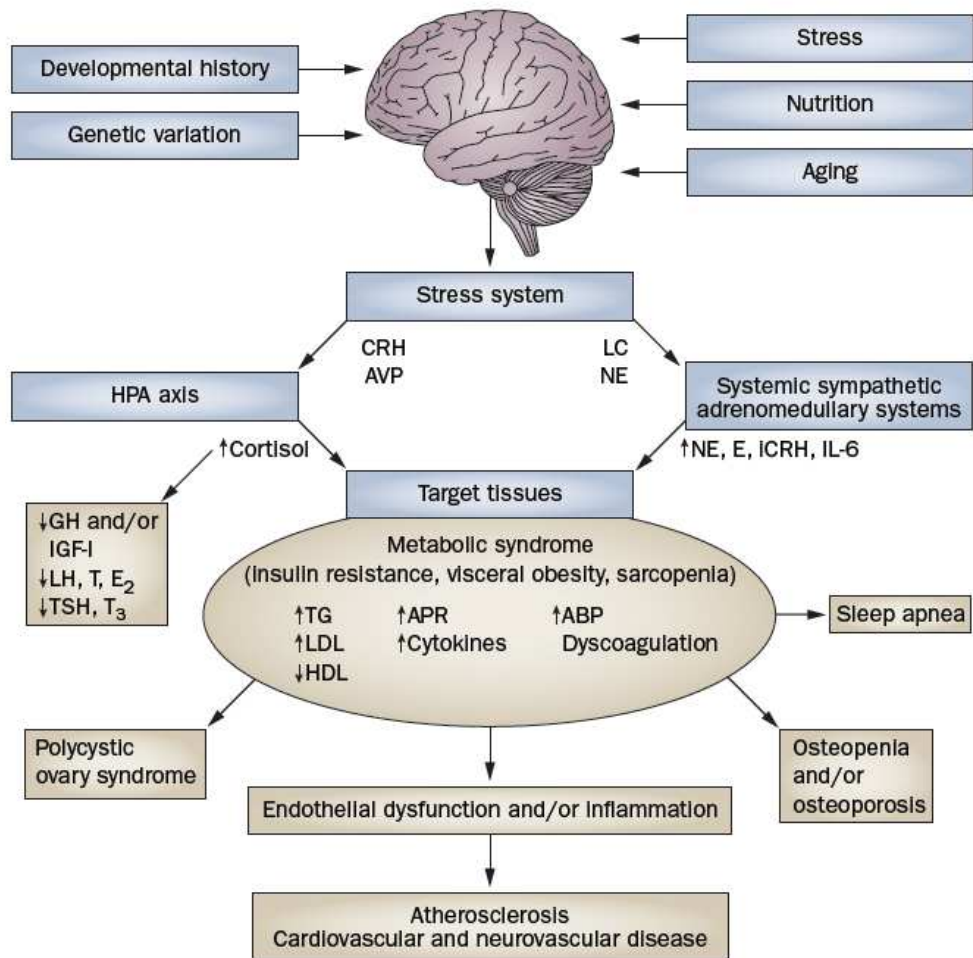 Developmental history
Genetic variation
Stress
Nutrition
Aging
Stress system
CRH
AVP
LC
NE
HPA axis
Systemic sympathetic
adrenomedullary systems
↑Cortisol
↑NE, E, iCRH, IL-6
Target tissues
↓GH and/or
IGF-I
↓LH, T, E₂
↓TSH, T₃
Metabolic syndrome
(insulin resistance, visceral obesity, sarcopenia)
↑TG
↑LDL
↓HDL
↑APR
↑Cytokines
↑ABP
Dyscoagulation
Sleep apnea
Polycystic
ovary syndrome
Osteopenia
and/or
osteoporosis
Endothelial dysfunction and/or inflammation
Atherosclerosis
Cardiovascular and neurovascular disease